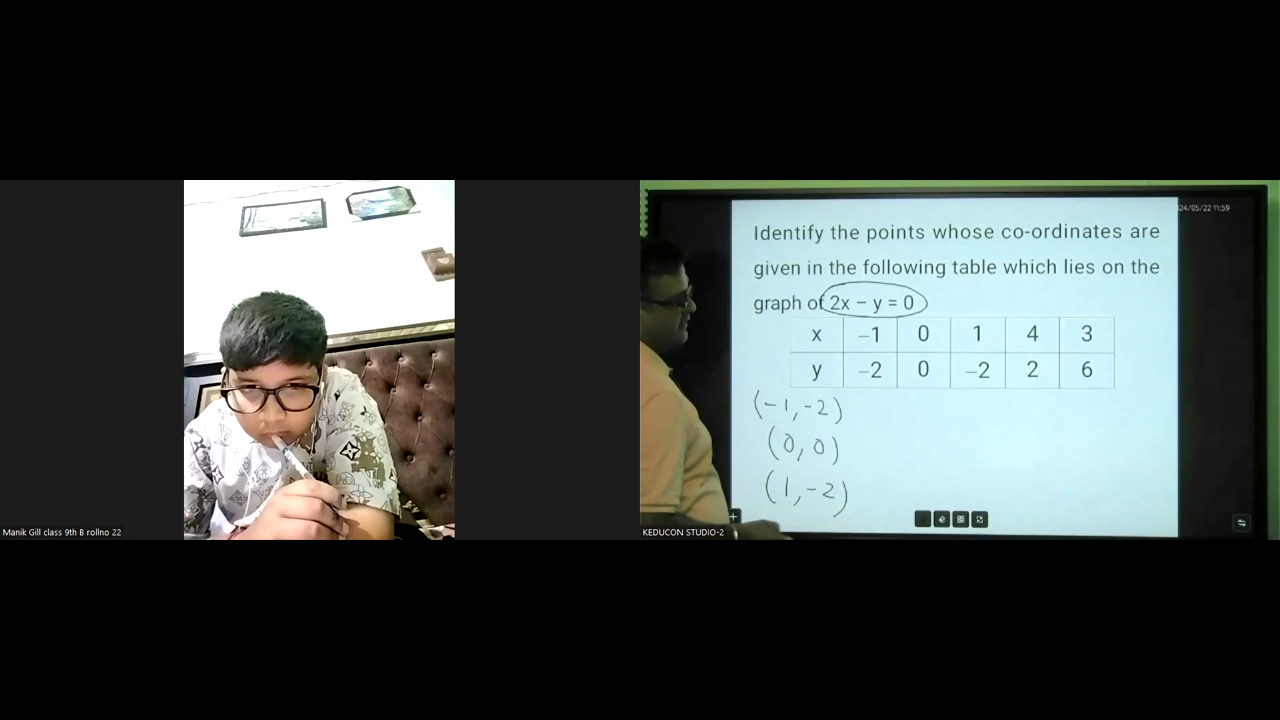 Identify the points whose co-ordinates are
given in the following table which lies on the
graph of 2x − y = 0
x −1 0 1 4 3
y −2 0 −2 2 6
(-1, -2)
(0, 0)
(1, -2)
24/05/22 11:59
Manik Gill class 9th B rollno 22
KEDUCON STUDIO-2